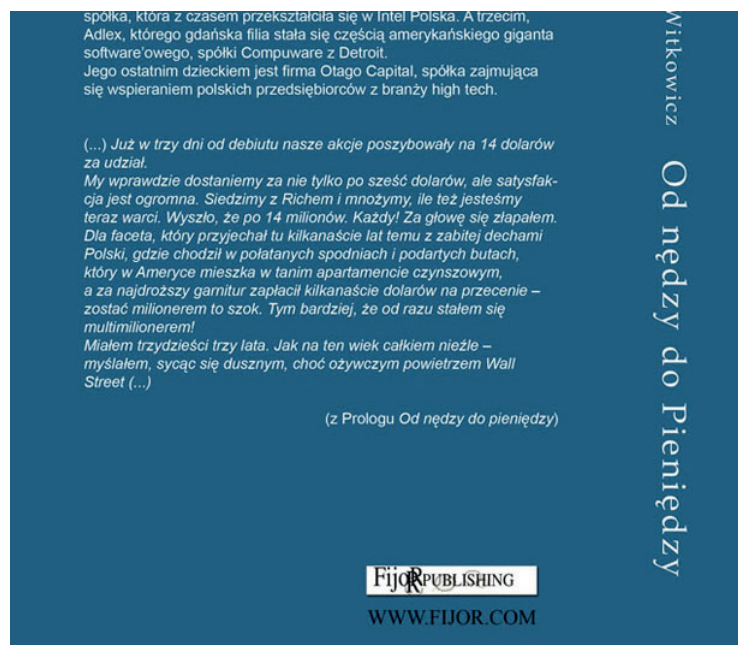 spółka, która z czasem przekształciła się w Intel Polska. A trzecim,
Adlex, którego gdańska filia stała się częścią amerykańskiego giganta
software'owego, spółki Compuware z Detroit.
Jego ostatnim dzieckiem jest firma Otago Capital, spółka zajmująca
się wspieraniem polskich przedsiębiorców z branży high tech.
(...) Już w trzy dni od debiutu nasze akcje poszybowały na 14 dolarów
za udział.
My wprawdzie dostaniemy za nie tylko po sześć dolarów, ale satysfak-
cja jest ogromna. Siedzimy z Richem i mnożymy, ile też jesteśmy
teraz warci. Wyszło, że po 14 milionów. Każdy! Za głowę się złapałem.
Dla faceta, który przyjechał tu kilkanaście lat temu z zabitej dechami
Polski, gdzie chodził w połatanych spodniach i podartych butach,
który w Ameryce mieszka w tanim apartamencie czynszowym,
a za najdroższy garnitur zapłacił kilkanaście dolarów na przecenie –
zostać milionerem to szok. Tym bardziej, że od razu stałem się
multimilionerem!
Miałem trzydzieści trzy lata. Jak na ten wiek całkiem nieźle –
myślałem, sycąc się dusznym, choć ożywczym powietrzem Wall
Street (...)
(z Prologu Od nędzy do pieniędzy)
FijoRR PUBLISHING
WWW.FIJOR.COM
Witkowicz Od nędzy do Pieniędzy